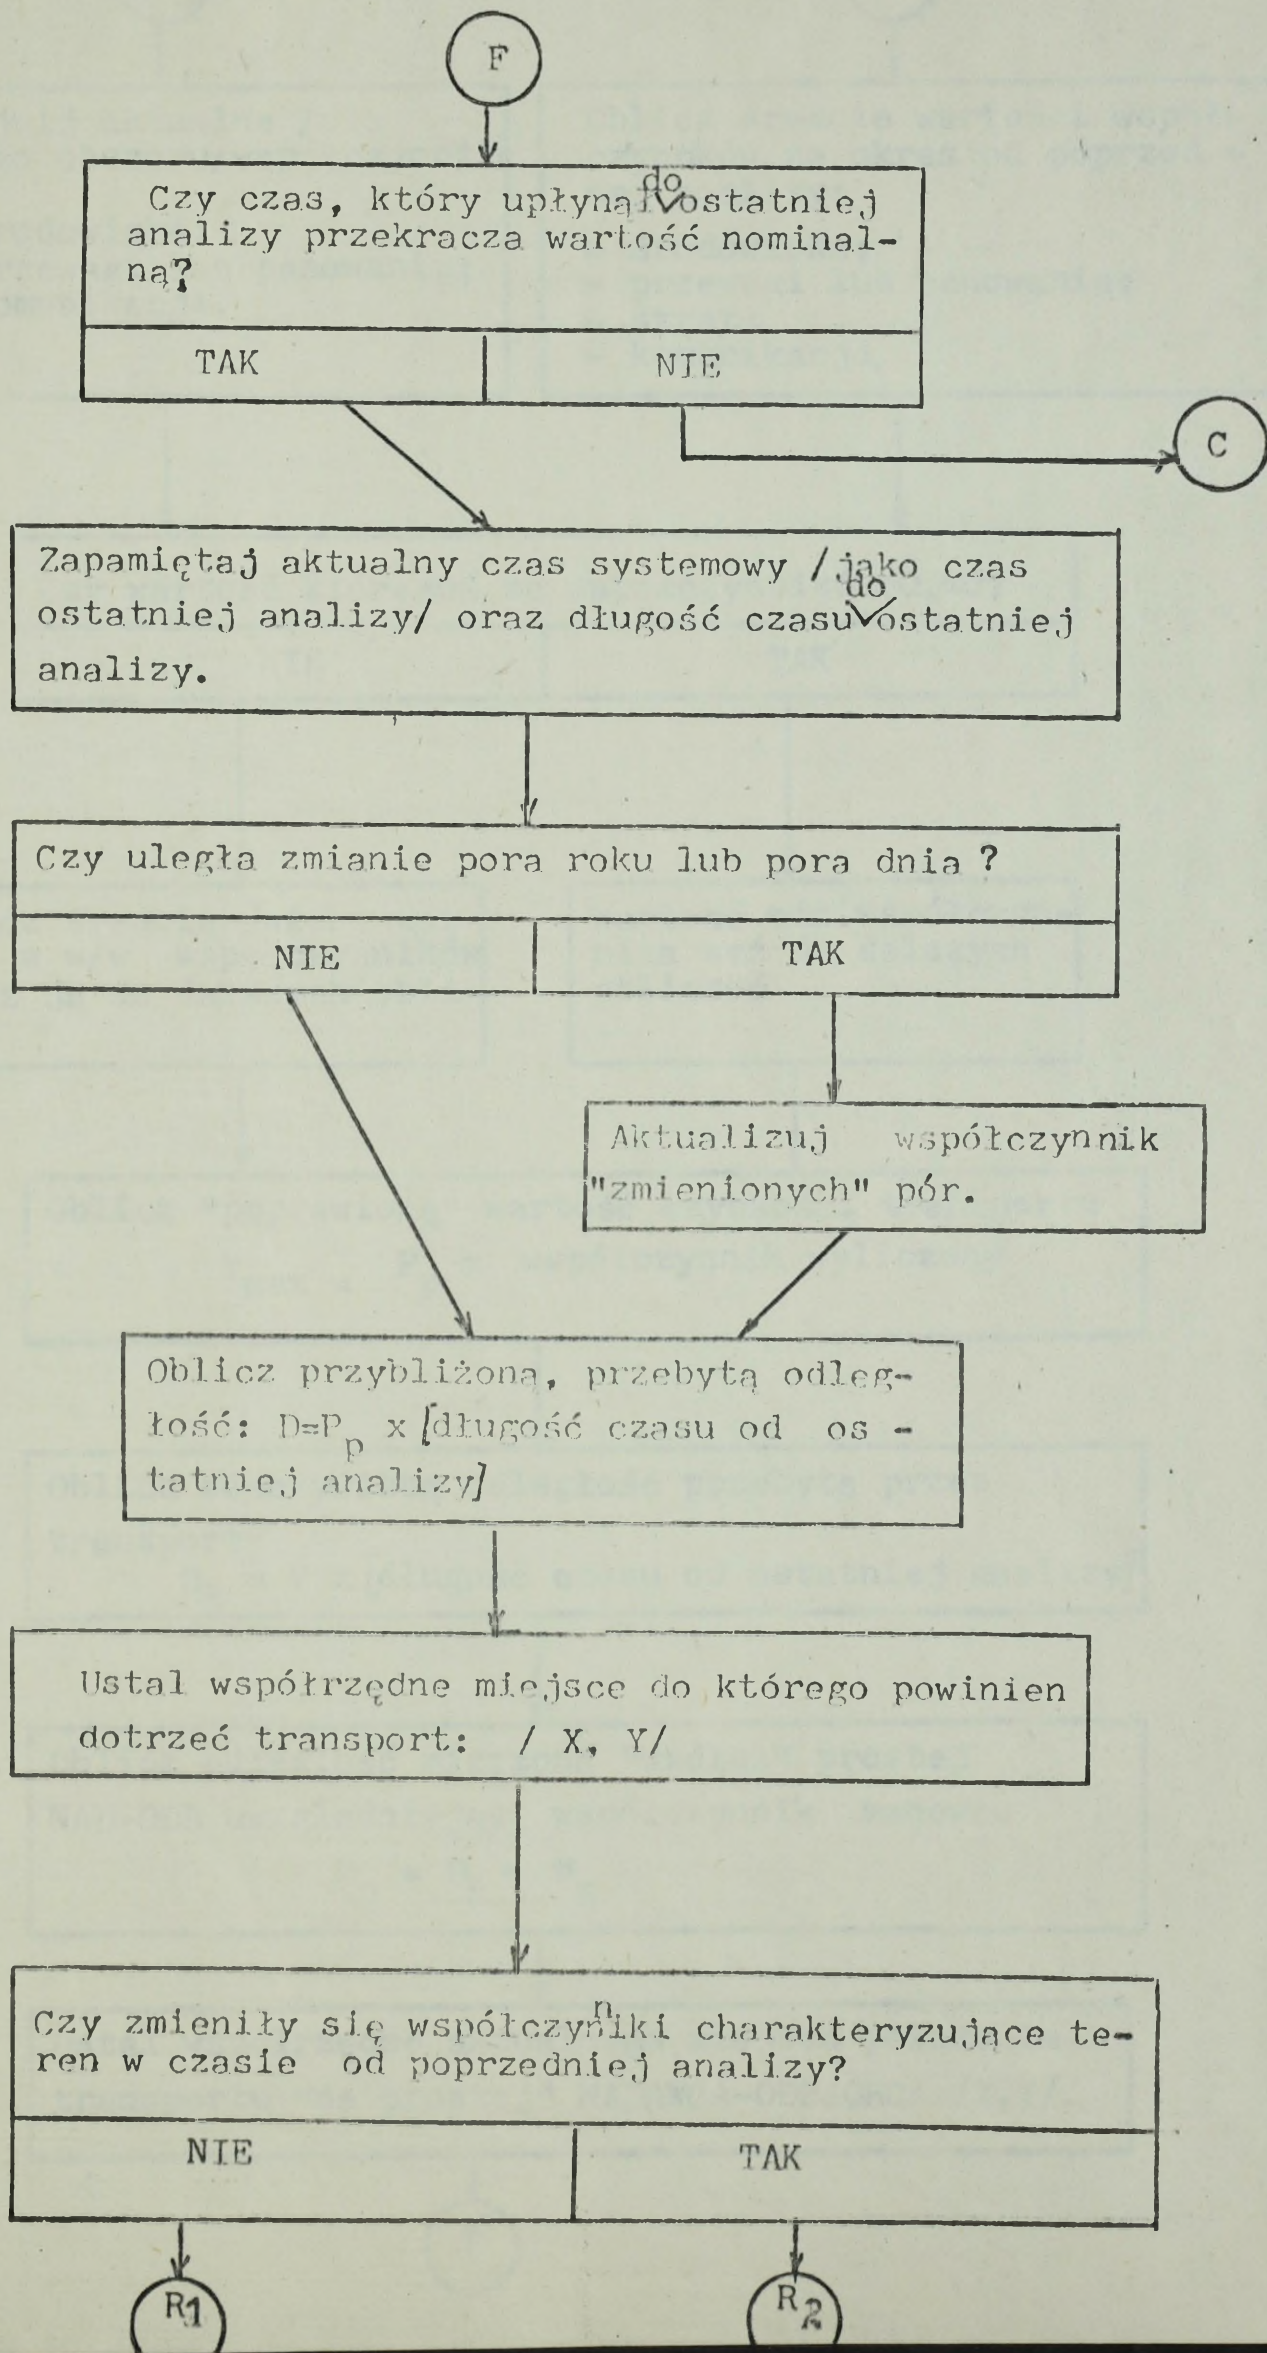 F
Czy czas, który upłynął do ostatniej
analizy przekracza wartość nominal-
ną?
TAK
NIE
C
Zapamiętaj aktualny czas systemowy /jako czas
ostatniej analizy/ oraz długość czasu do ostatniej
analizy.
Czy uległa zmianie pora roku lub pora dnia ?
NIE
TAK
Aktualizuj współczynnik
"zmienionych" pór.
Oblicz przybliżoną, przebytą odleg-
łość: D=Pp x [długość czasu od os -
tatniej analizy]
Ustal współrzędne miejsce do którego powinien
dotrzeć transport: / X, Y/
Czy zmieniły się współczynniki charakteryzujące te-
ren w czasie od poprzedniej analizy?
NIE
TAK
R1
R2